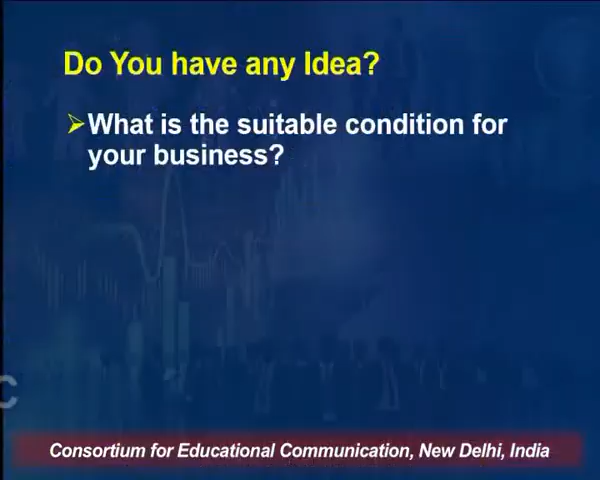 Do You have any Idea?
➢What is the suitable condition for
your business?
C
Consortium for Educational Communication, New Delhi, India